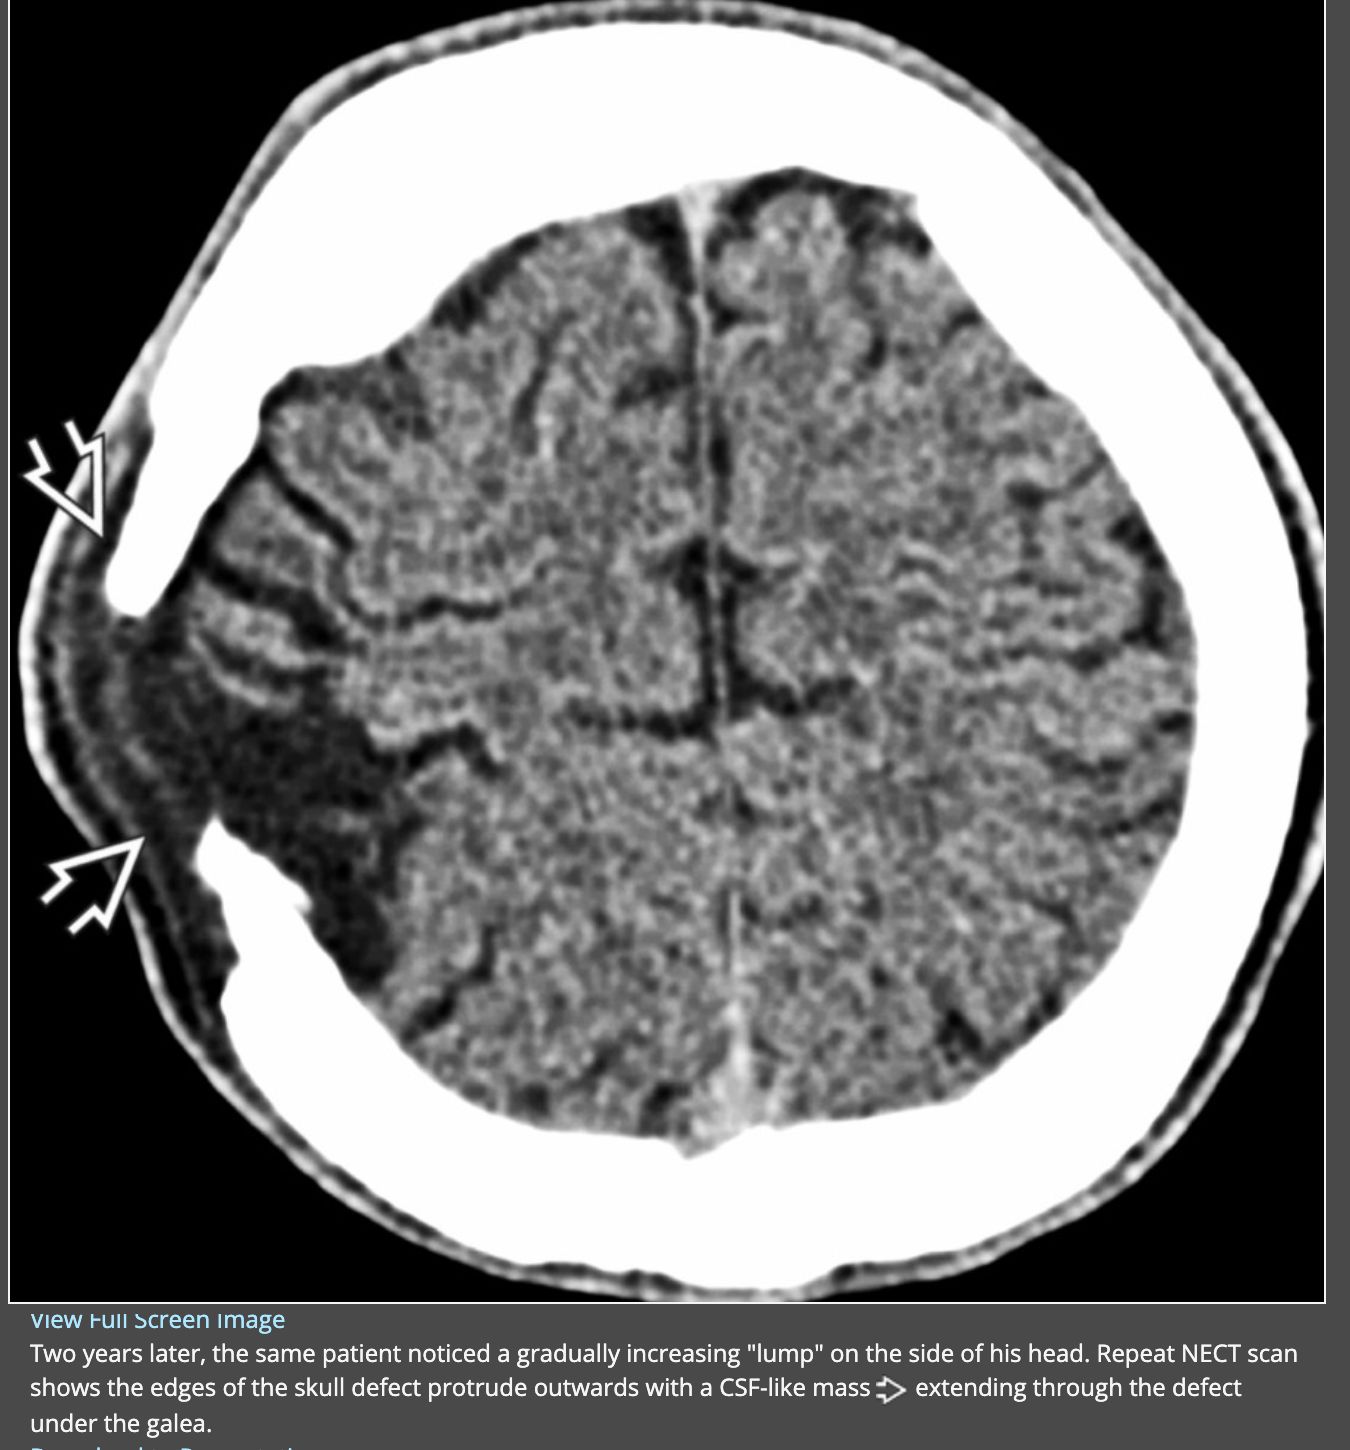 View Full Screen Image
Two years later, the same patient noticed a gradually increasing "lump" on the side of his head. Repeat NECT scan
shows the edges of the skull defect protrude outwards with a CSF-like mass extending through the defect
under the galea.